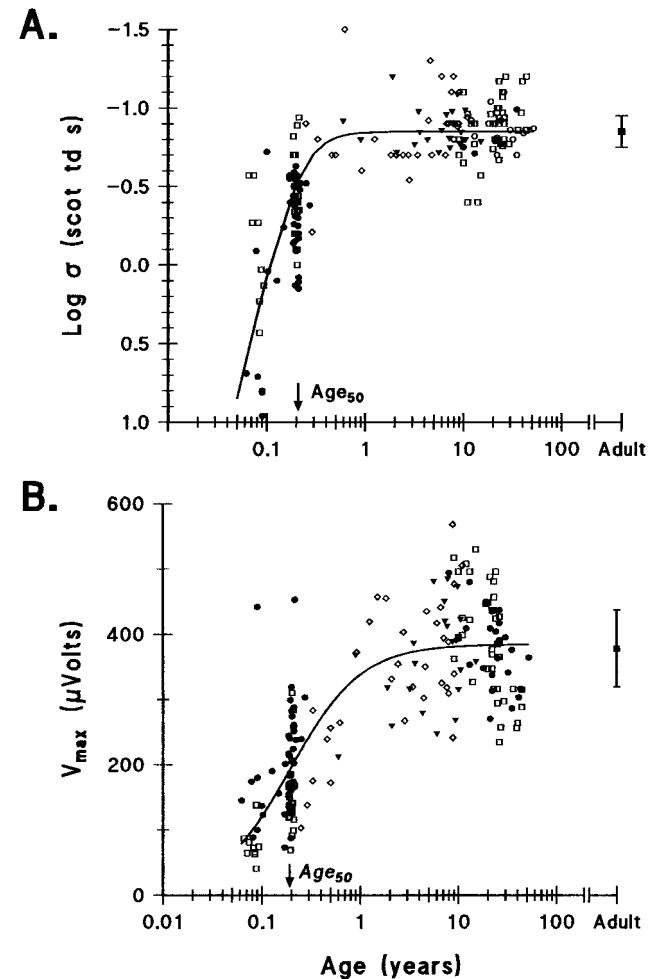 A.
Log σ (scot td s)
-1.5
-1.0
-0.5
0.0
0.5
1.0
Age50
0.1 1 10 100 Adult
B.
Vmax (μVolts)
600
400
200
0
Age50
0.01 0.1 1 10 100 Adult
Age (years)